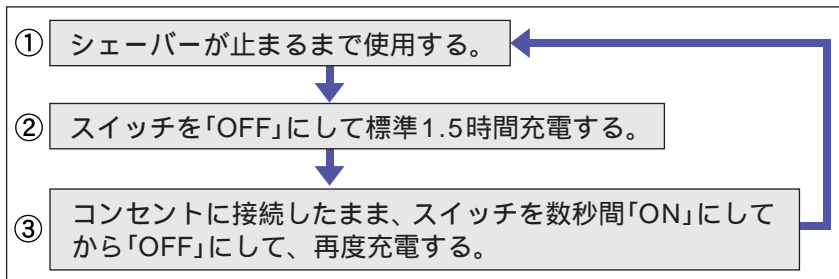 ① シェーバーが止まるまで使用する。
② スイッチを「OFF」にして標準1.5時間充電する。
③ コンセントに接続したまま、スイッチを数秒間「ON」にして
から「OFF」にして、再度充電する。